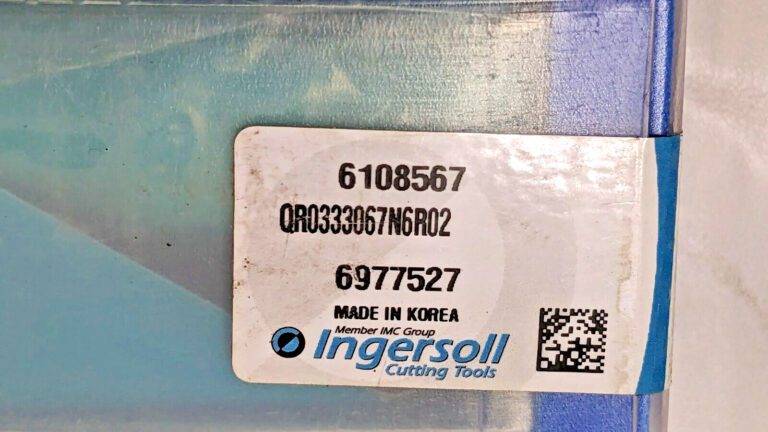 6108567
QR0333067N6R02
6977527
MADE IN KOREA
Member IMC Group
Ingersoll
Cutting Tools